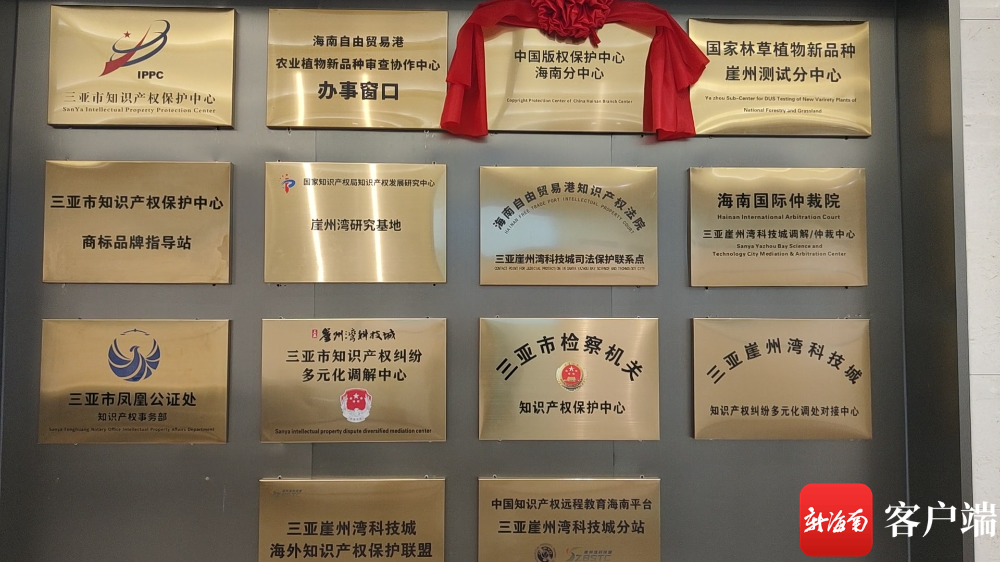 IPPC
三亚市知识产权保护中心
SanYa Intellectual Property Protection Center
海南自由贸易港
农业植物新品种审查协作中心
办事窗口
中国版权保护中心
海南分中心
Copyright Protection Center of China Hainan Branch Center
国家林草植物新品种
崖州测试分中心
Ya zhou Sub-Center for DUS Testing of New Variety Plants of
National Forestry and Grassland
三亚市知识产权保护中心
商标品牌指导站
国家知识产权局知识产权发展研究中心
崖州湾研究基地
海南自由贸易港知识产权法院
HAINAN FREE TRADE PORT INTELLECTUAL PROPERTY COURT
三亚崖州湾科技城司法保护联系点
海南国际仲裁院
Hainan International Arbitration Court
三亚崖州湾科技城调解/仲裁中心
Sanya Yazhou Bay Science and
Technology City Mediation & Arbitration Center
三亚市凤凰公证处
知识产权事务部
Sanya Fenghuang Notary Office Intellectual Property Affairs Department
崖州湾科技城
三亚市知识产权纠纷
多元化调解中心
Sanya intellectual property dispute diversified mediation center
三亚市检察机关
知识产权保护中心
三亚崖州湾科技城
知识产权纠纷多元化调处对接中心
三亚崖州湾科技城
海外知识产权保护联盟
中国知识产权远程教育海南平台
三亚崖州湾科技城分站
新海南
客户端